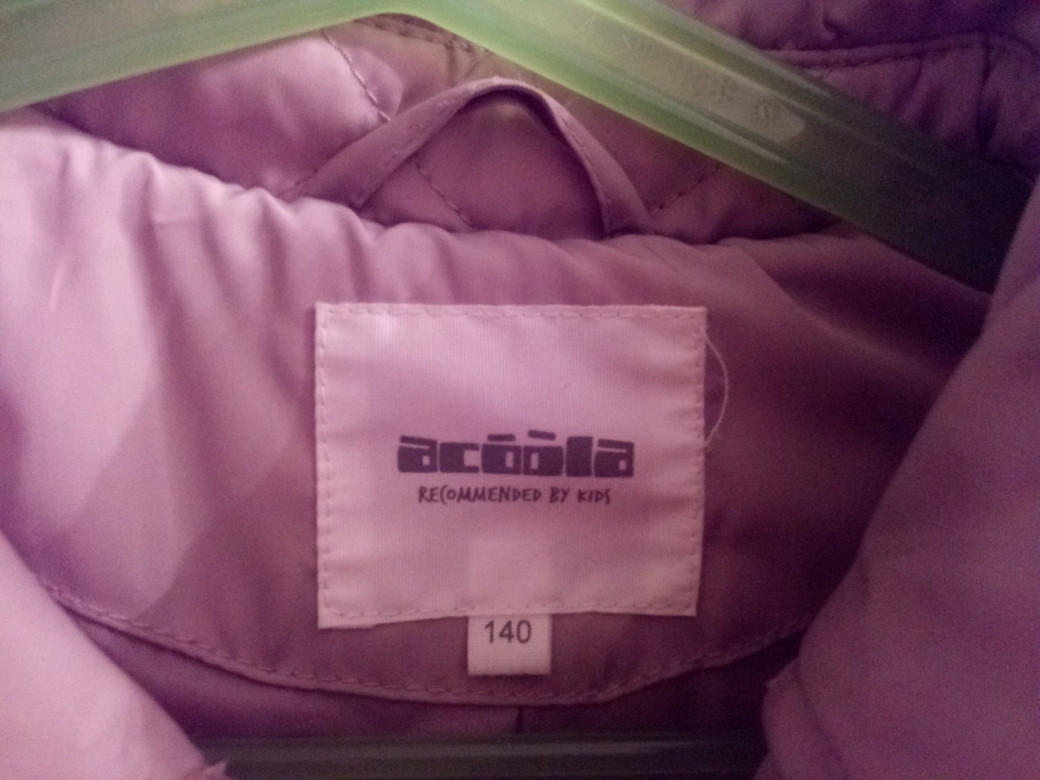 acoola
RECOMMENDED BY KIDS
140